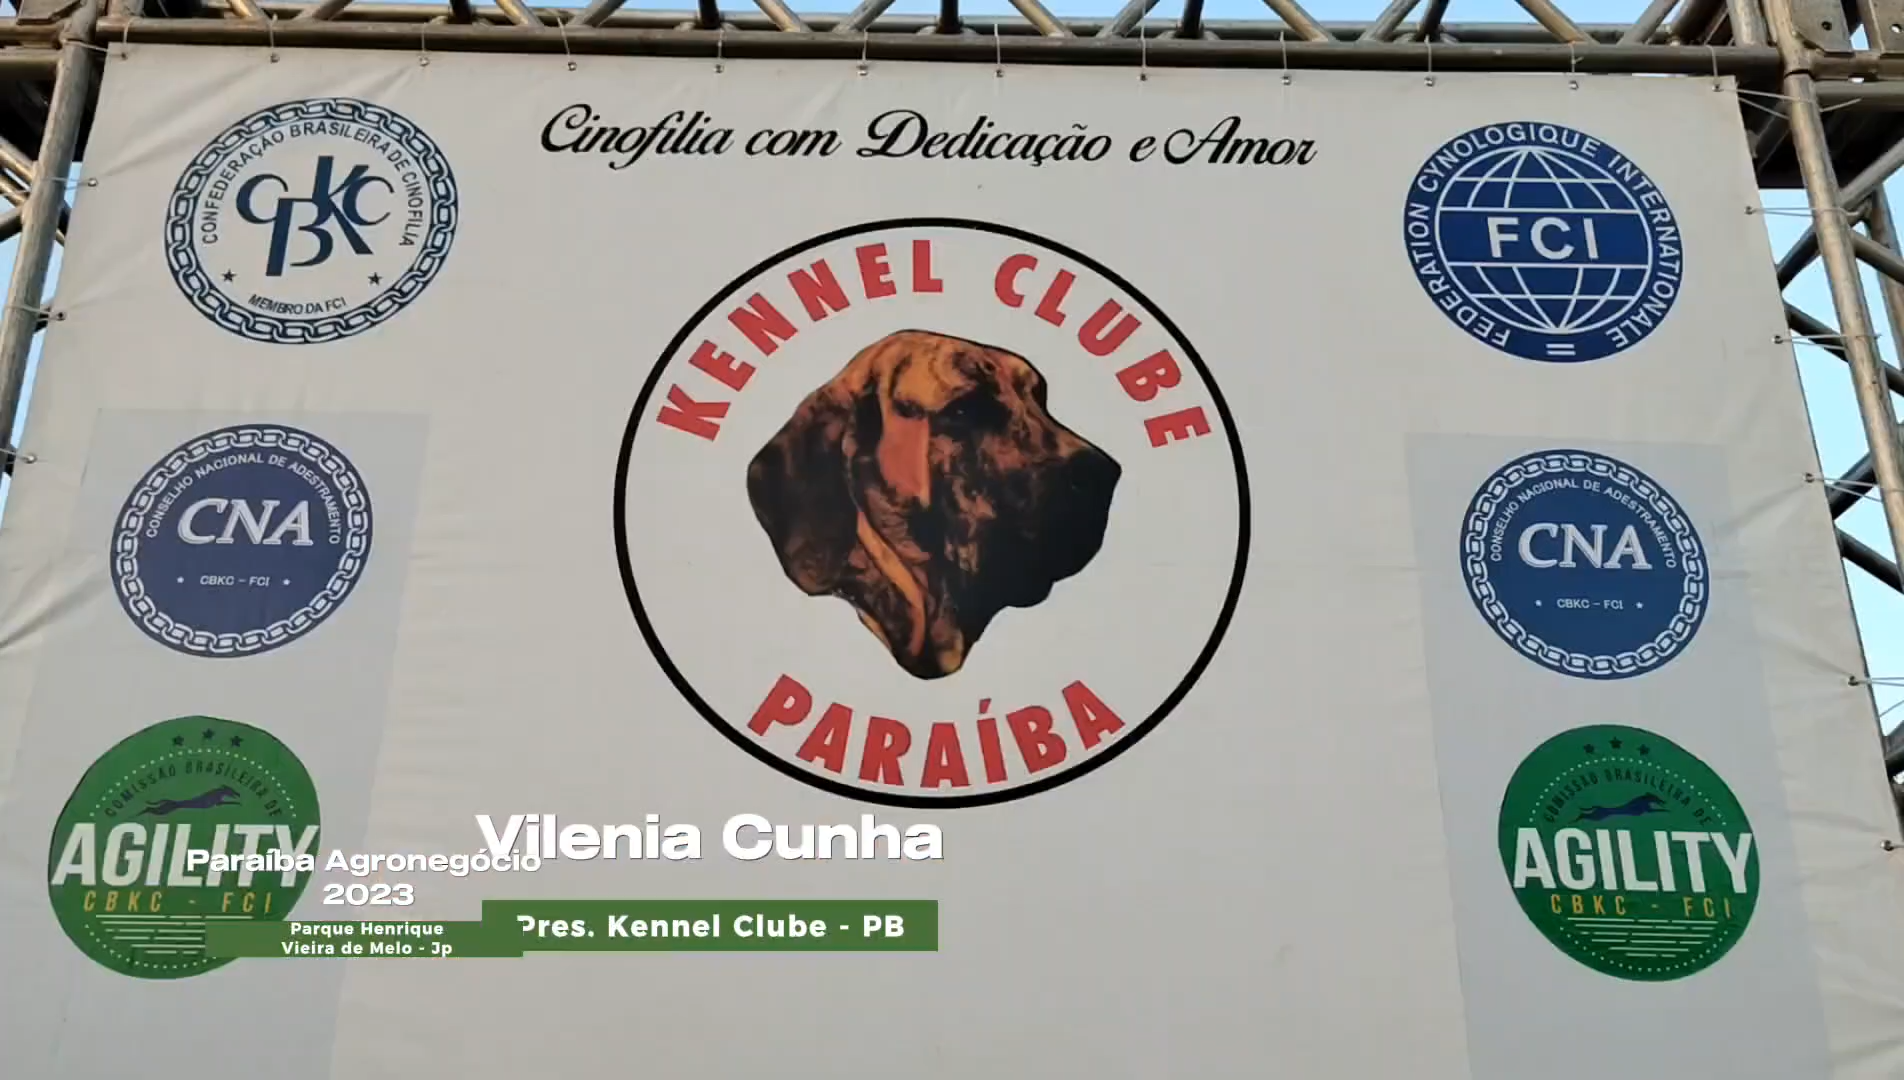 Cinofilia com Dedicação e Amor
CONFEDERAÇÃO BRASILEIRA DE CINOFILIA
CBKC
MEMBRO DA FCI
FEDERATION CYNOLOGIQUE INTERNATIONALE
FCI
KENNEL CLUBE
PARAÍBA
CONSELHO NACIONAL DE ADESTRAMENTO
CNA
CBKC - FCI
CONSELHO NACIONAL DE ADESTRAMENTO
CNA
CBKC - FCI
COMISSÃO BRASILEIRA DE
AGILITY
CBKC - FCI
COMISSÃO BRASILEIRA DE
AGILITY
CBKC - FCI
Vilenia Cunha
Pres. Kennel Clube - PB
Paraíba Agronegócio
2023
Parque Henrique
Vieira de Melo - Jp